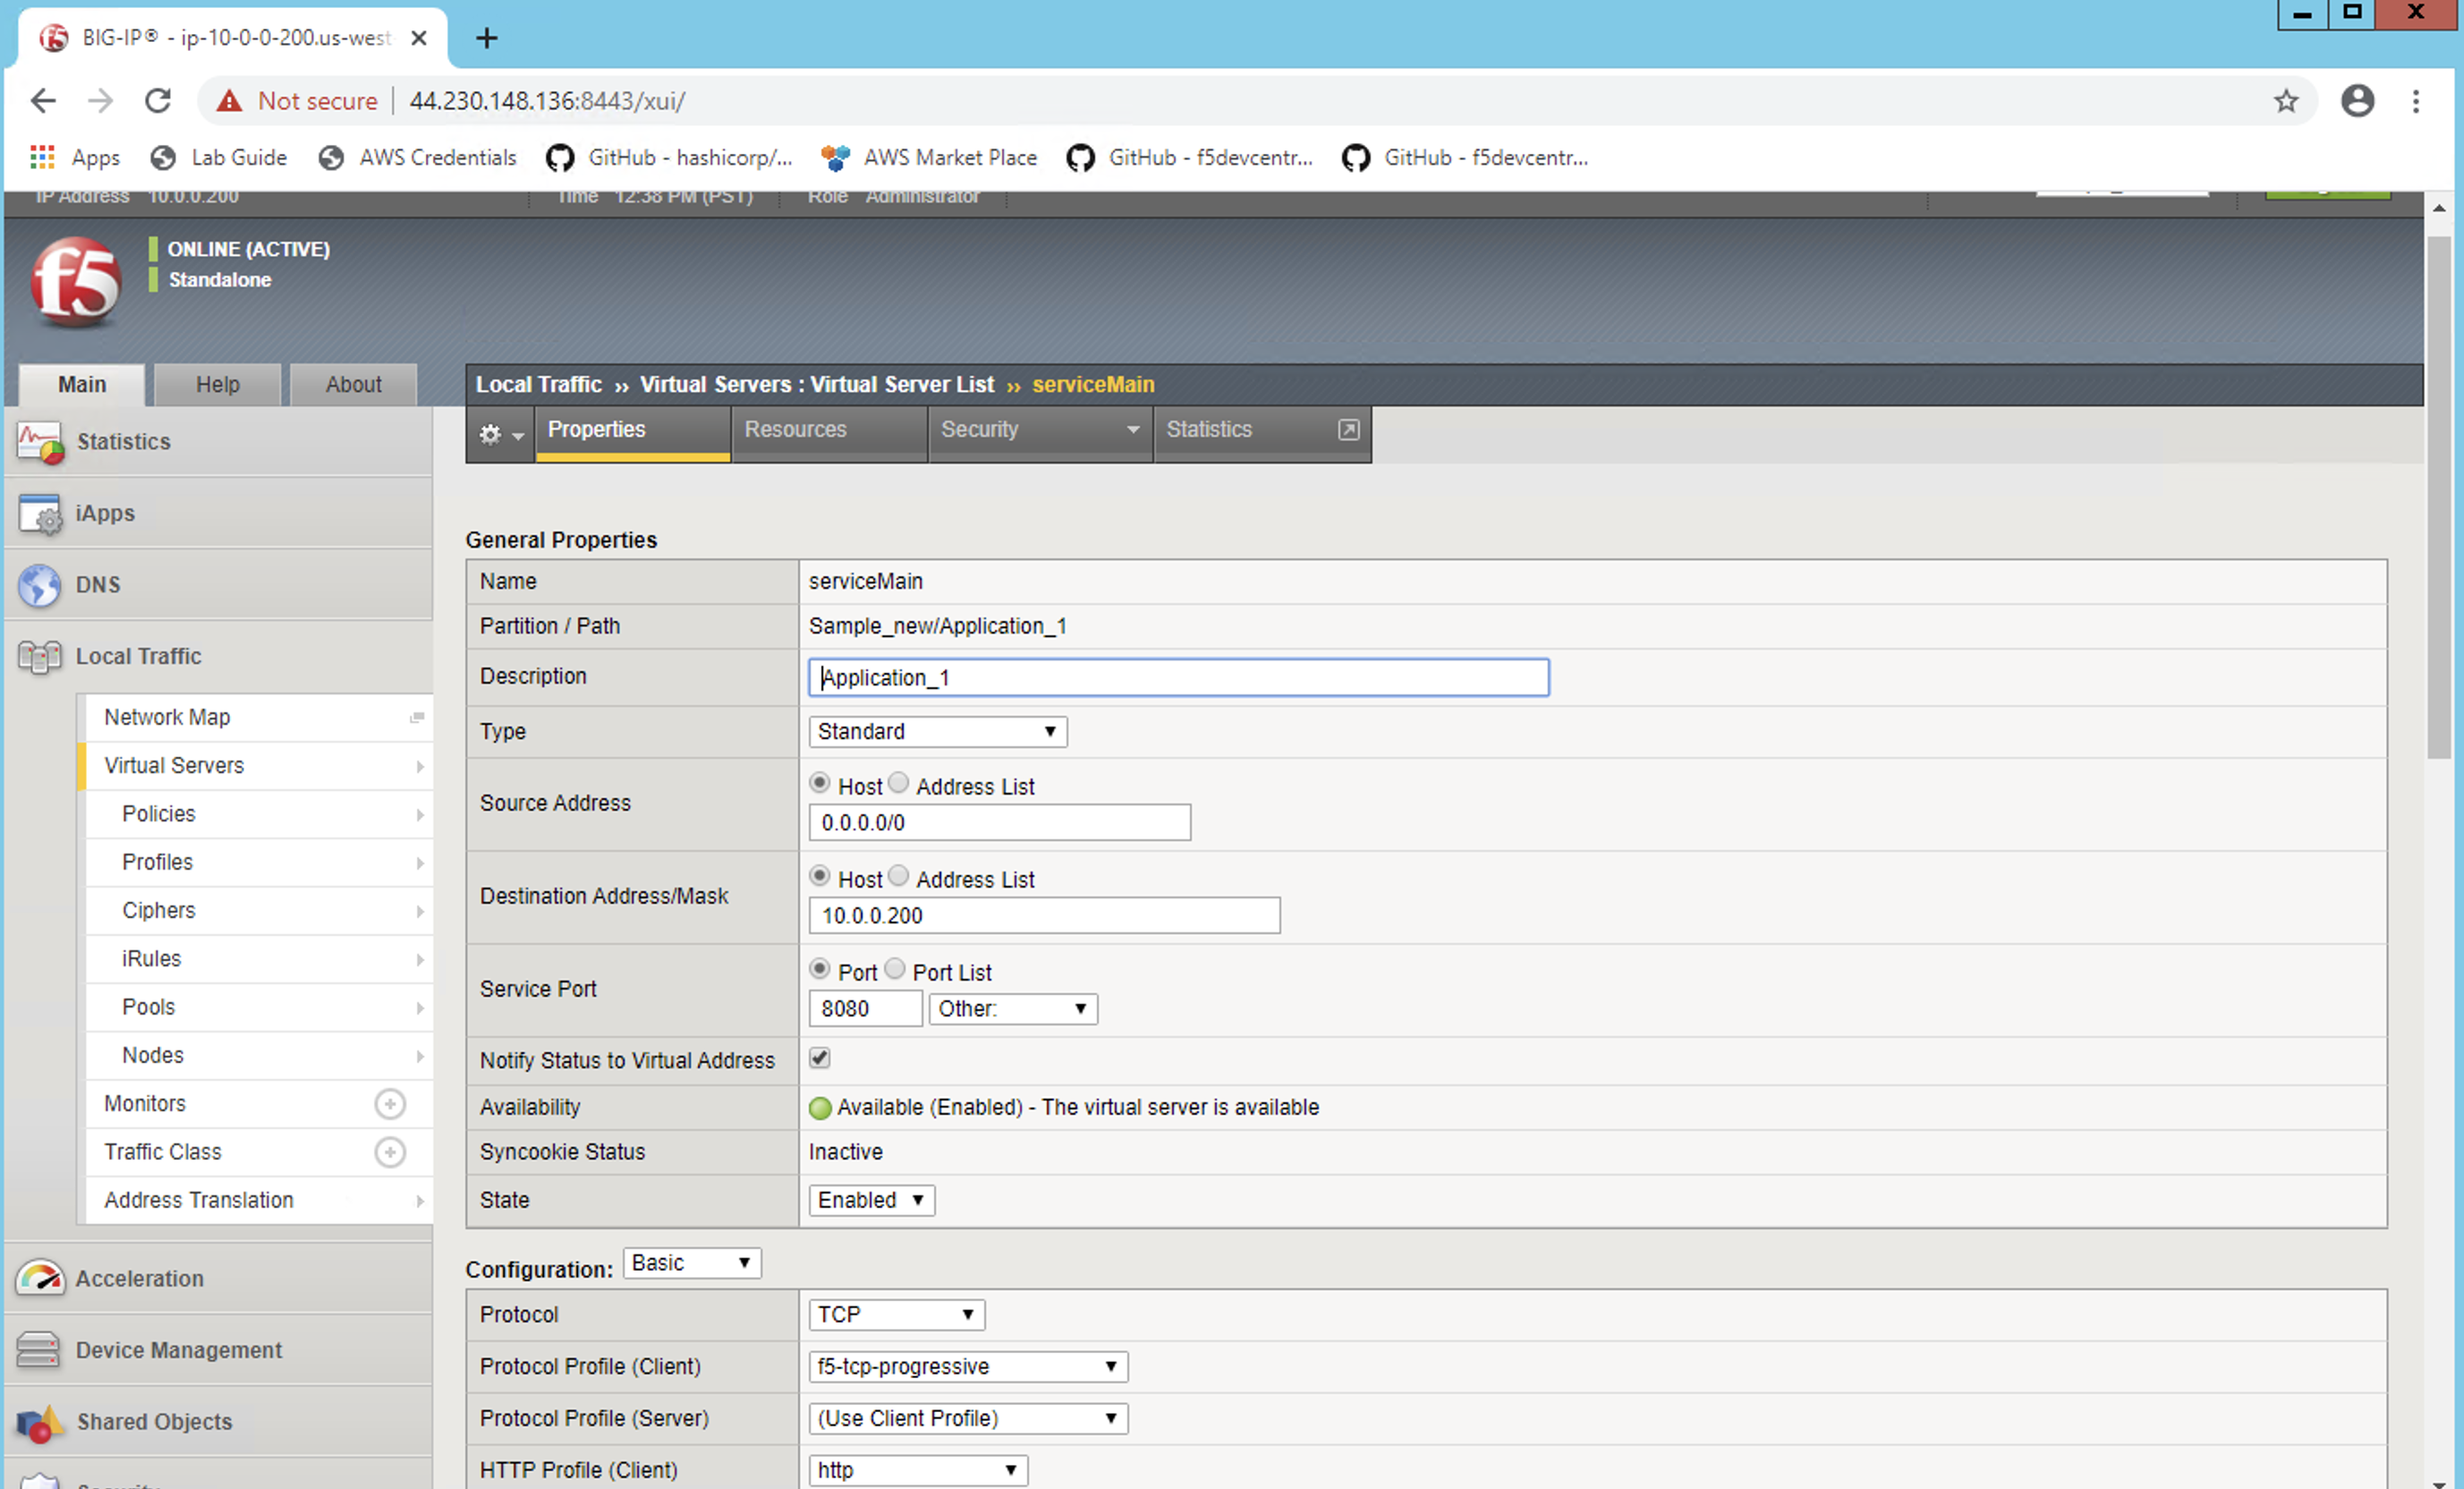 BIG-IP® - ip-10-0-0-200.us-west
Not secure 44.230.148.136:8443/xui/
Apps Lab Guide AWS Credentials GitHub - hashicorp/... AWS Market Place GitHub - f5devcentr... GitHub - f5devcentr...
IP Address 10.0.0.200 Time 12:38 PM (PST) Role Administrator
f5
ONLINE (ACTIVE)
Standalone
Main Help About
Local Traffic ›› Virtual Servers : Virtual Server List ›› serviceMain
Properties Resources Security Statistics
Statistics
iApps
DNS
Local Traffic
Network Map
Virtual Servers
Policies
Profiles
Ciphers
iRules
Pools
Nodes
Monitors
Traffic Class
Address Translation
Acceleration
Device Management
Shared Objects
Security
General Properties
Name serviceMain
Partition / Path Sample_new/Application_1
Description Application_1
Type Standard
Source Address Host Address List
0.0.0.0/0
Destination Address/Mask Host Address List
10.0.0.200
Service Port Port Port List
8080 Other:
Notify Status to Virtual Address
Availability Available (Enabled) - The virtual server is available
Syncookie Status Inactive
State Enabled
Configuration: Basic
Protocol TCP
Protocol Profile (Client) f5-tcp-progressive
Protocol Profile (Server) (Use Client Profile)
HTTP Profile (Client) http